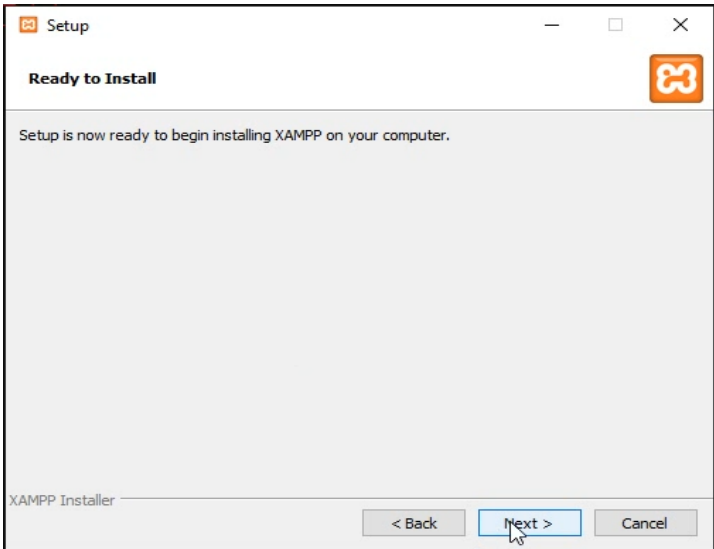 Setup
Ready to Install
Setup is now ready to begin installing XAMPP on your computer.
XAMPP Installer
< Back
Next >
Cancel